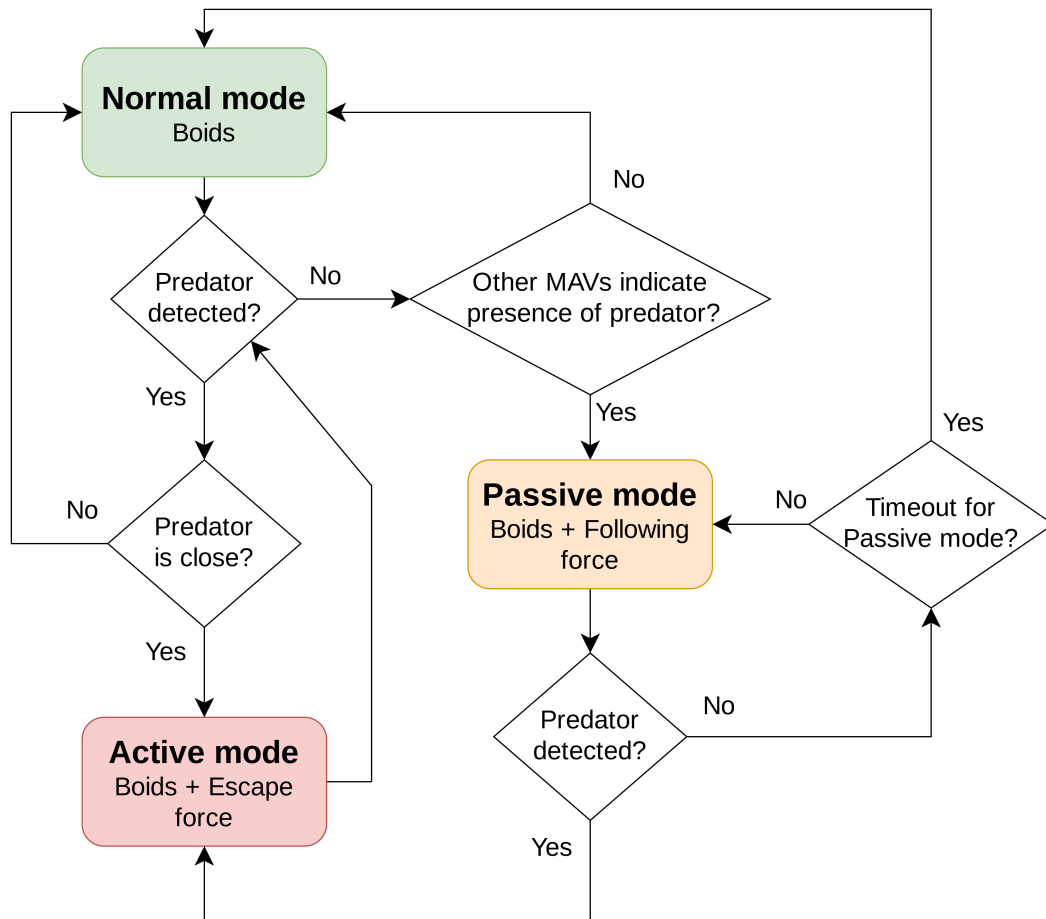 Normal mode
Boids
No
Predator
detected?
No
Other MAVs indicate
presence of predator?
Yes
Yes
Yes
No
Predator
is close?
Passive mode
Boids + Following
force
No
Timeout for
Passive mode?
Yes
Active mode
Boids + Escape
force
Predator
detected?
No
Yes